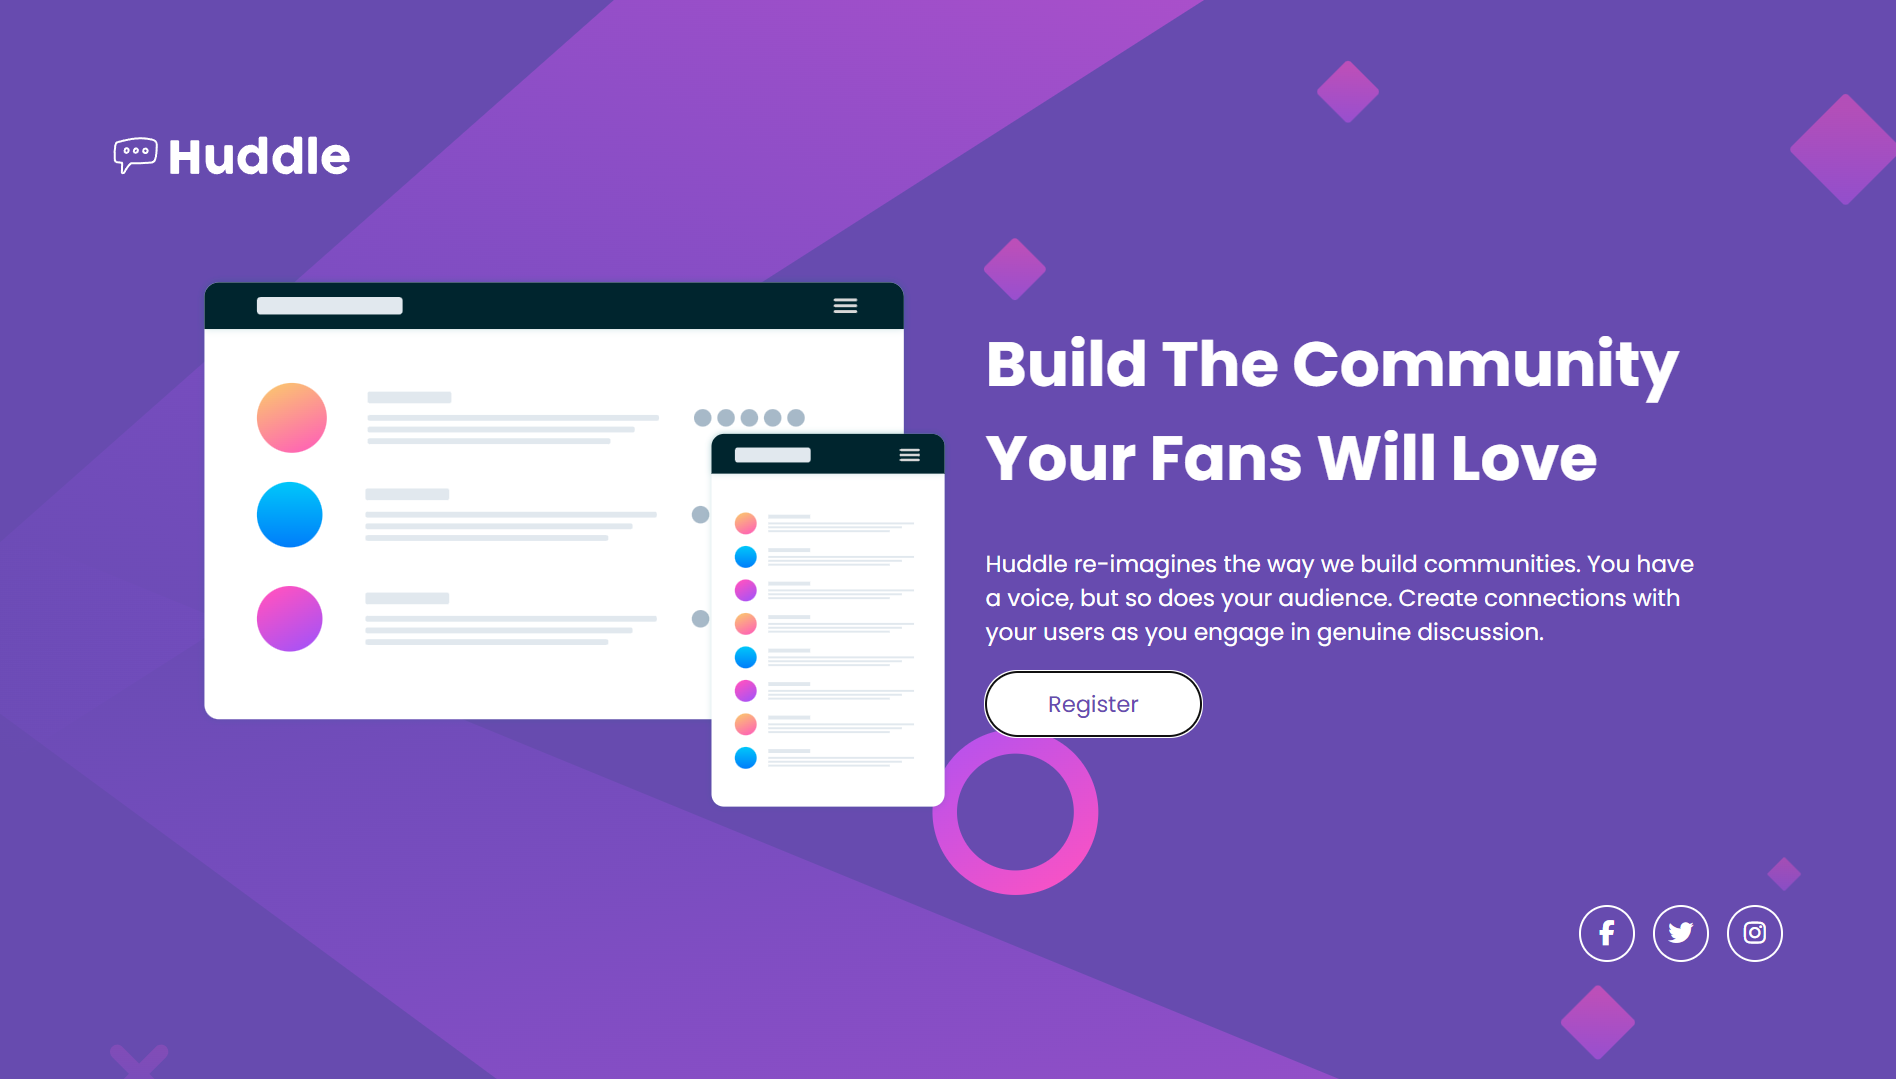 Huddle
Build The Community
Your Fans Will Love
Huddle re-imagines the way we build communities. You have
a voice, but so does your audience. Create connections with
your users as you engage in genuine discussion.
Register